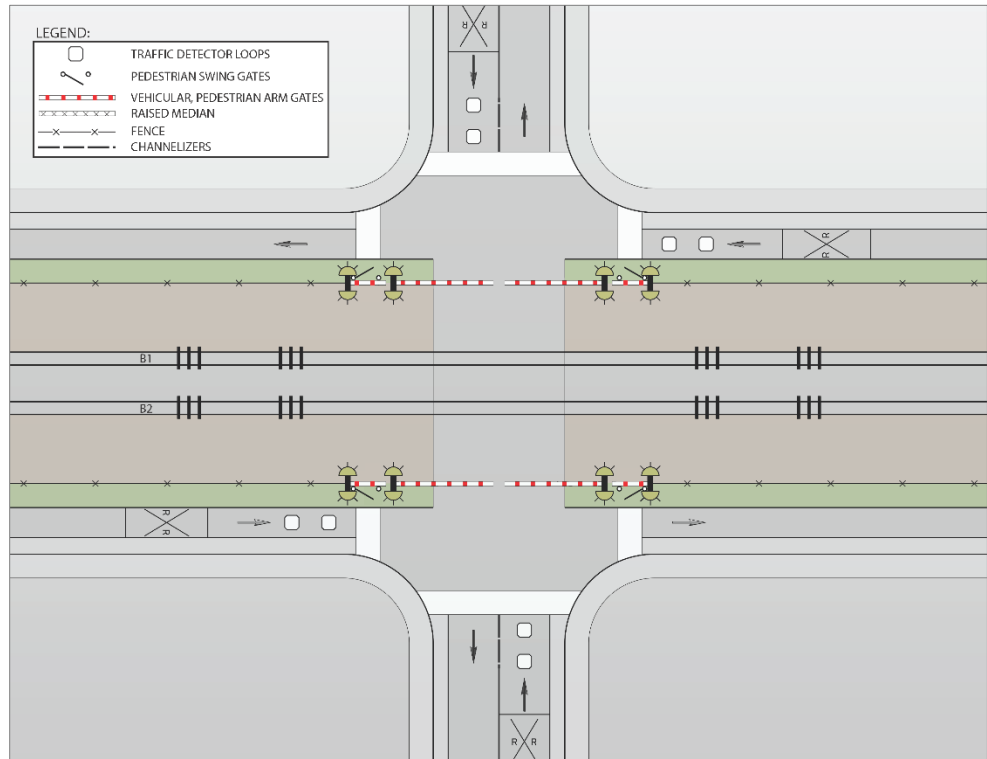 LEGEND:
TRAFFIC DETECTOR LOOPS
PEDESTRIAN SWING GATES
VEHICULAR, PEDESTRIAN ARM GATES
RAISED MEDIAN
FENCE
CHANNELIZERS
R R
R
R
B1
B2
R
R
R R